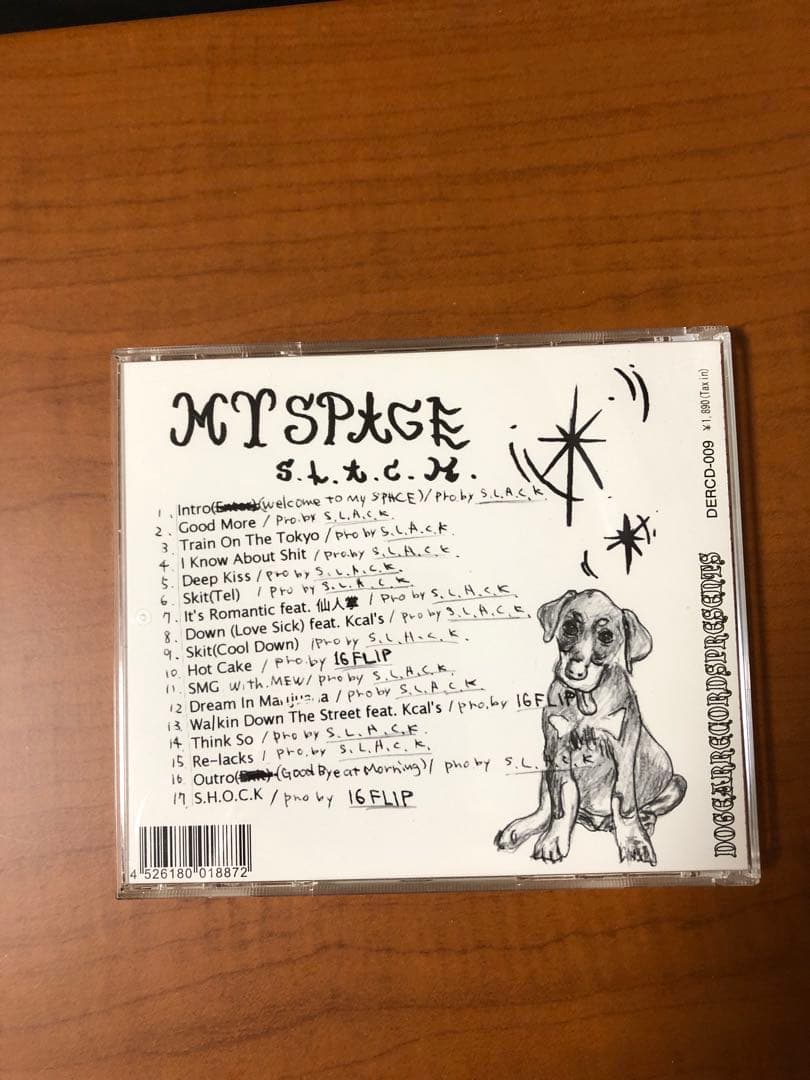 MY SPACE
S.L.A.C.K.
1. Intro(Enter)(Welcome to my SPACE)/pro.by S.L.A.C.K.
2. Good More / pro.by S.L.A.C.K.
3. Train On The Tokyo / pro by S.L.A.C.K.
4. I Know About Shit / pro.by S.L.A.C.K.
5. Deep Kiss / pro by S.L.A.C.K.
6. Skit(Tel) / pro by S.L.A.C.K.
7. It's Romantic feat. 仙人掌 / pro by S.L.A.C.K.
8. Down (Love Sick) feat. Kcal's / pro by S.L.A.C.K.
9. Skit(Cool Down) /pro by S.L.A.C.K.
10. Hot Cake / pro.by 16FLIP
11. SMG With.MEW / pro by S.L.A.C.K.
12 Dream In / pro by S.L.A.C.K.
13. Walkin Down The Street feat. Kcal's / pro.by 16FLIP
14. Think So / pro by S.L.A.C.K.
15 Re-lacks / pro by S.L.A.C.K.
16. Outro (Good Bye at Morning)/ pro by S.L.A.C.K
17 S.H.O.C.K / pro by 16FLIP
4 526180 018872
DERCD-009 ¥1,890(Tax in)
DOGEARRECORDSPRESENTS